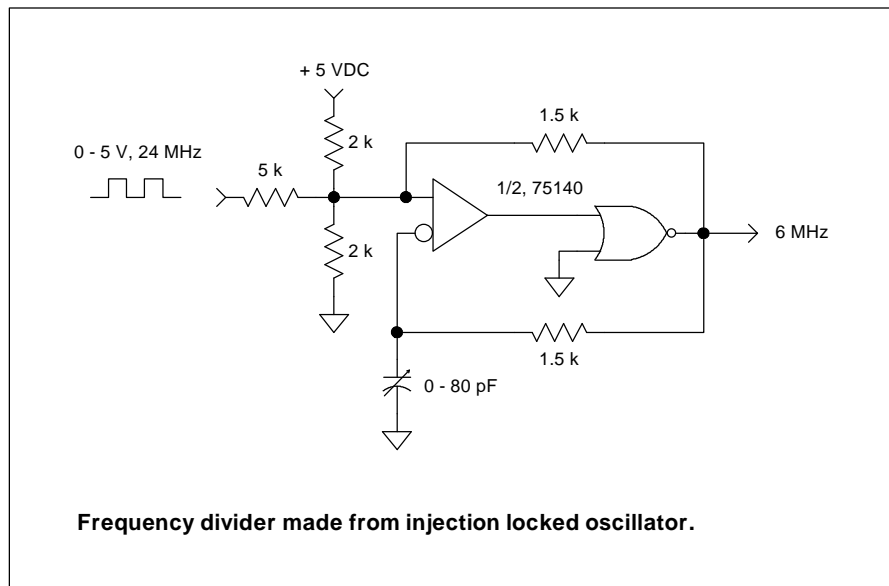 + 5 VDC
1.5 k
2 k
0 - 5 V, 24 MHz
5 k
1/2, 75140
6 MHz
2 k
1.5 k
0 - 80 pF
Frequency divider made from injection locked oscillator.